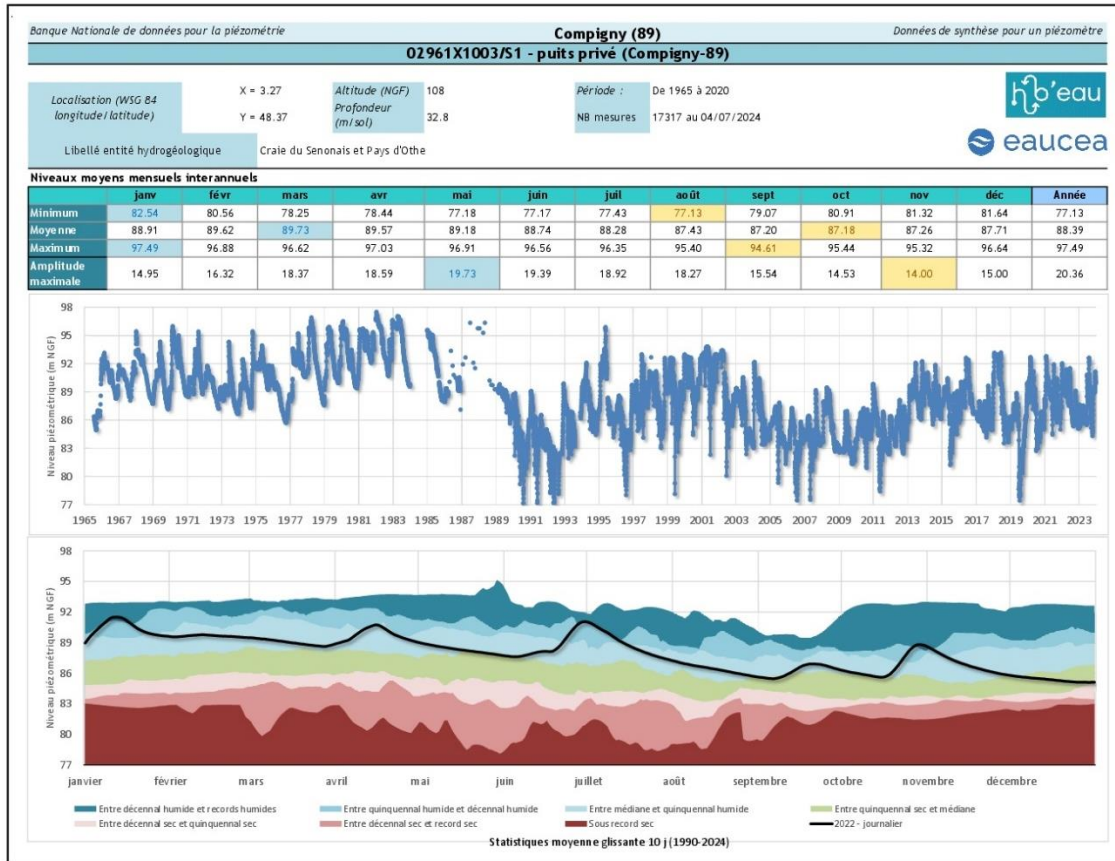 Banque Nationale de données pour la piézométrie Compigny (89) Données de synthèse pour un piézomètre
02961X1003/S1 - puits privé (Compigny-89)
Localisation (WSG 84 longitude/latitude) X = 3.27 Altitude (NGF) 108 Période : De 1965 à 2020
Y = 48.37 Profondeur (m/sol) 32.8 NB mesures 17317 au 04/07/2024
hyb'eau
eaucea
Libellé entité hydrogéologique Craie du Senonais et Pays d'Othe
Niveaux moyens mensuels interannuels
janv févr mars avr mai juin juil août sept oct nov déc Année
Minimum 82.54 80.56 78.25 78.44 77.18 77.17 77.43 77.13 79.07 80.91 81.32 81.64 77.13
Moyenne 88.91 89.62 89.73 89.57 89.18 88.74 88.28 87.43 87.20 87.18 87.26 87.71 88.39
Maximum 97.49 96.88 96.62 97.03 96.91 96.56 96.35 95.40 94.61 95.44 95.32 96.64 97.49
Amplitude maximale 14.95 16.32 18.37 18.59 19.73 19.39 18.92 18.27 15.54 14.53 14.00 15.00 20.36
Niveau piézométrique (m NGF)
98
95
92
89
86
83
80
77
1965 1967 1969 1971 1973 1975 1977 1979 1981 1983 1985 1987 1989 1991 1993 1995 1997 1999 2001 2003 2005 2007 2009 2011 2013 2015 2017 2019 2021 2023
Niveau piézométrique (m NGF)
98
95
92
89
86
83
80
77
janvier février mars avril mai juin juillet août septembre octobre novembre décembre
Entre décennal humide et records humides Entre quinquennal humide et décennal humide Entre médiane et quinquennal humide Entre quinquennal sec et médiane
Entre décennal sec et quinquennal sec Entre décennal sec et record sec Sous record sec 2022 - journalier
Statistiques moyenne glissante 10 j (1990-2024)